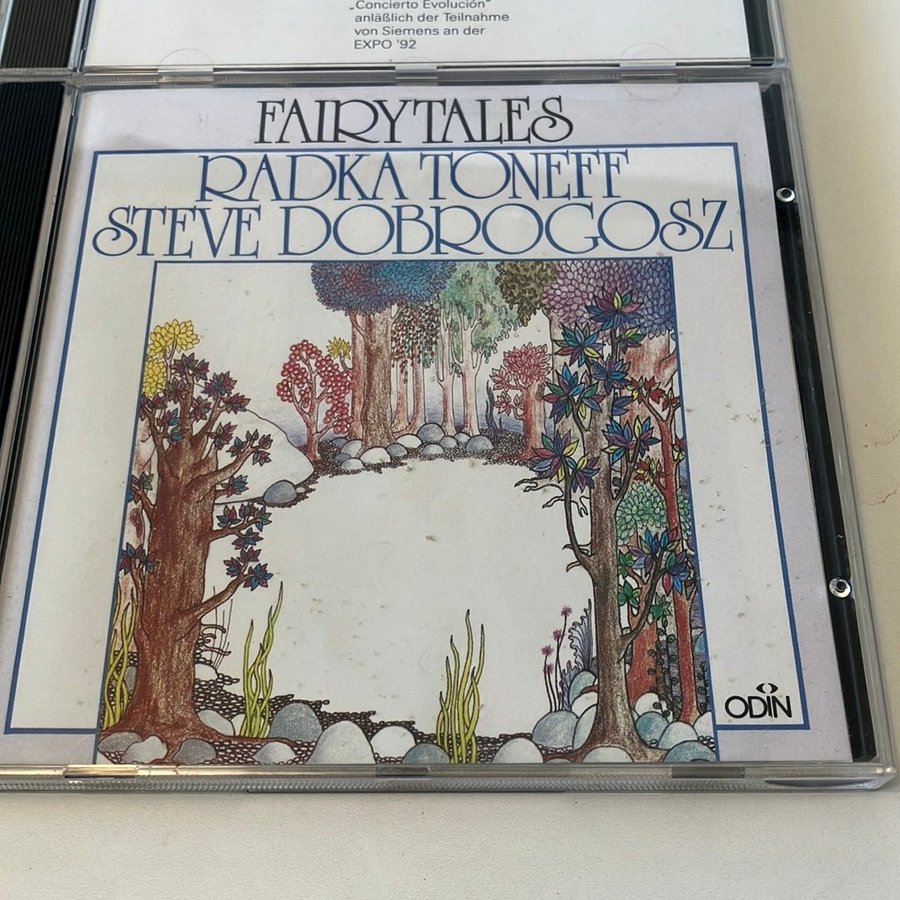 „Concierto Evolución“
anläßlich der Teilnahme
von Siemens an der
EXPO '92
FAIRYTALES
RADKA TONEFF
STEVE DOBROGOSZ
ODIN